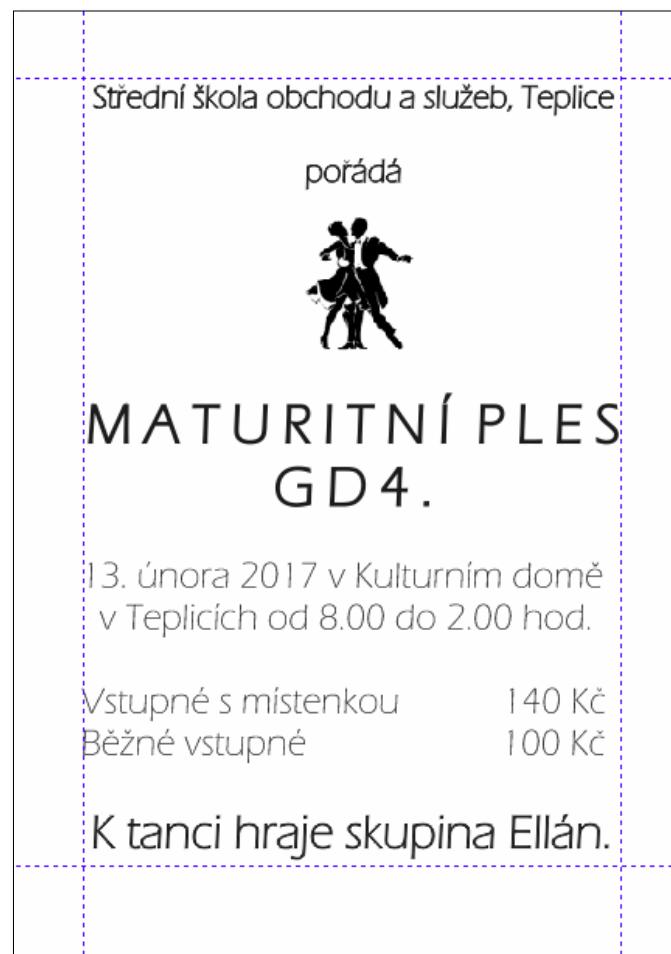 Střední škola obchodu a služeb, Teplice
pořádá
MATURITNÍ PLES
GD4.
13. února 2017 v Kulturním domě
v Teplicích od 8.00 do 2.00 hod.
Vstupné s místenkou 140 Kč
Běžné vstupné 100 Kč
K tanci hraje skupina Ellán.